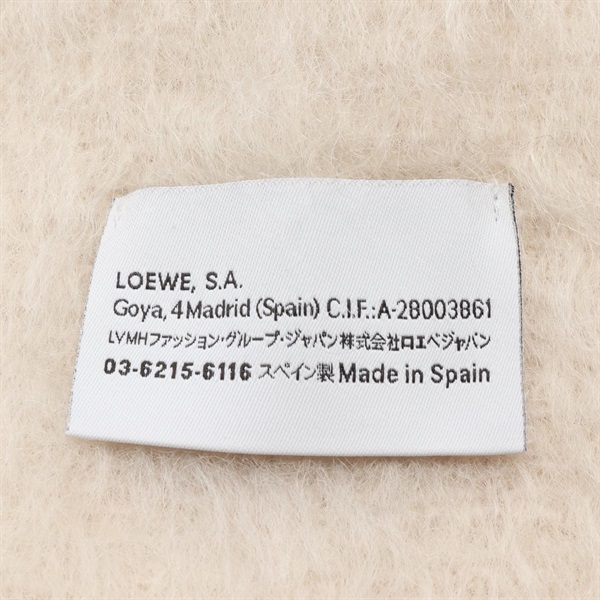 LOEWE, S.A.
Goya, 4 Madrid (Spain) C.I.F.:A-28003861
LVMHファッション・グループ・ジャパン株式会社ロエベジャパン
03-6215-6116 スペイン製 Made in Spain